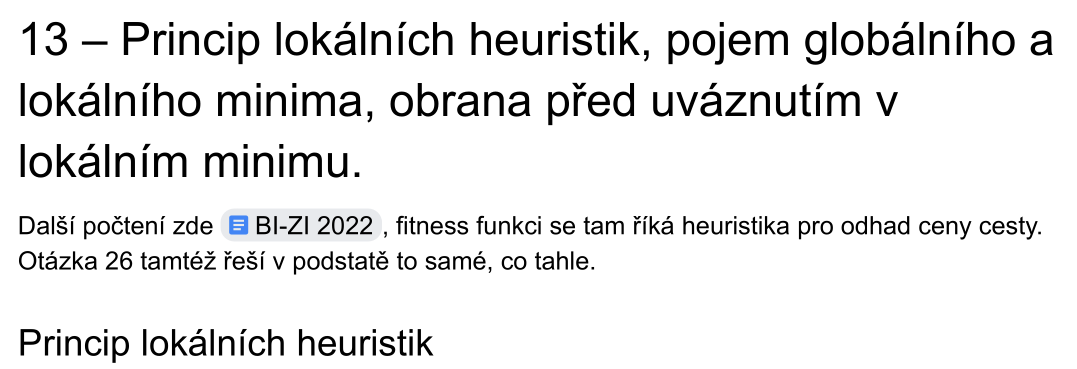 13 – Princip lokálních heuristik, pojem globálního a
lokálního minima, obrana před uváznutím v
lokálním minimu.
Další počtení zde BI-ZI 2022, fitness funkci se tam říká heuristika pro odhad ceny cesty.
Otázka 26 tamtéž řeší v podstatě to samé, co tahle.
Princip lokálních heuristik